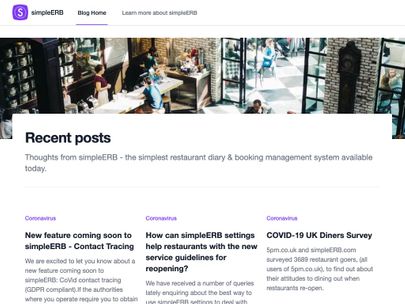 S simpleERB Blog Home Learn more about simpleERB
Recent posts
Thoughts from simpleERB - the simplest restaurant diary & booking management system available
today.
Coronavirus
New feature coming soon to
simpleERB - Contact Tracing
We are excited to let you know about a
new feature coming soon to
simpleERB: CoVid contact tracing
(GDPR compliant).If the authorities
where you operate require you to obtain
Coronavirus
How can simpleERB settings
help restaurants with the new
service guidelines for
reopening?
We have received a number of queries
lately enquiring about the best way to
use simpleERB settings to deal with
Coronavirus
COVID-19 UK Diners Survey
5pm.co.uk and simpleERB.com
surveyed 3689 restaurant goers, (all
users of 5pm.co.uk), to find out about
their attitudes to dining out when
restaurants re-open.